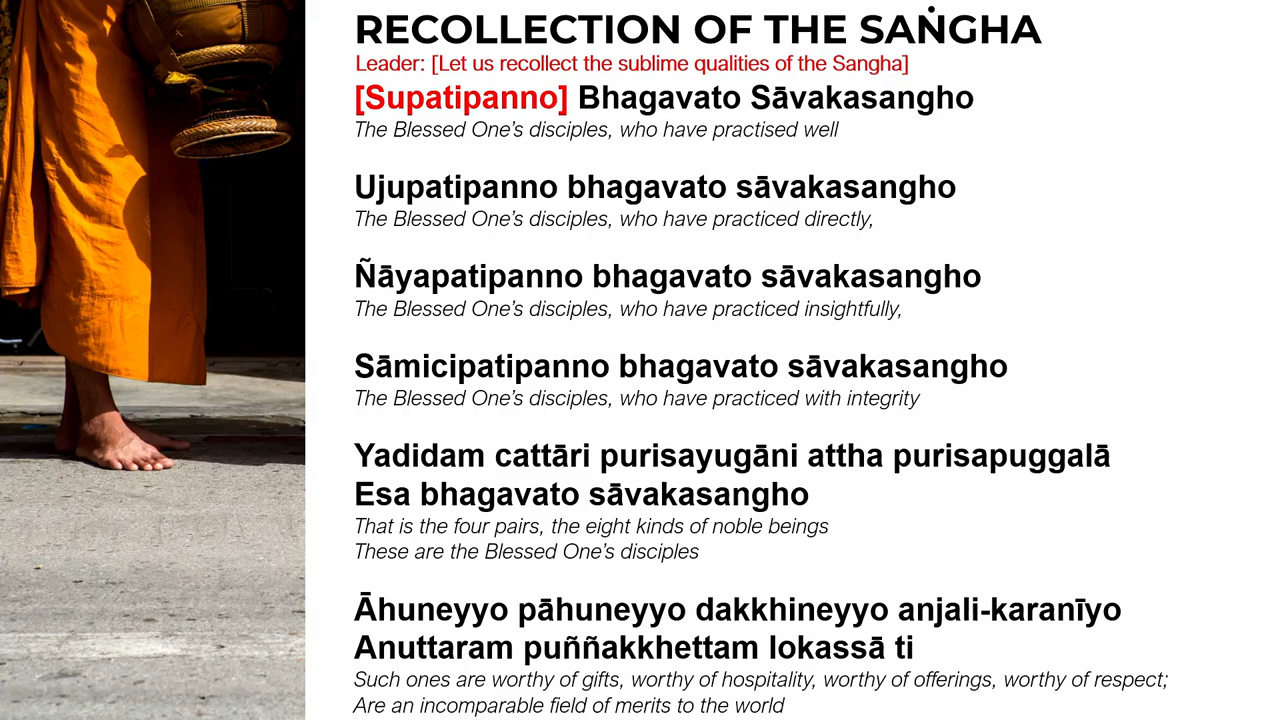 RECOLLECTION OF THE SAṄGHA
Leader: [Let us recollect the sublime qualities of the Sangha]
[Supatipanno] Bhagavato Sāvakasangho
The Blessed One’s disciples, who have practised well
Ujupatipanno bhagavato sāvakasangho
The Blessed One’s disciples, who have practiced directly,
Ñāyapatipanno bhagavato sāvakasangho
The Blessed One’s disciples, who have practiced insightfully,
Sāmicipatipanno bhagavato sāvakasangho
The Blessed One’s disciples, who have practiced with integrity
Yadidam cattāri purisayugāni attha purisapuggalā
Esa bhagavato sāvakasangho
That is the four pairs, the eight kinds of noble beings
These are the Blessed One’s disciples
Āhuneyyo pāhuneyyo dakkhineyyo anjali-karanīyo
Anuttaram puññakkhettam lokassā ti
Such ones are worthy of gifts, worthy of hospitality, worthy of offerings, worthy of respect;
Are an incomparable field of merits to the world